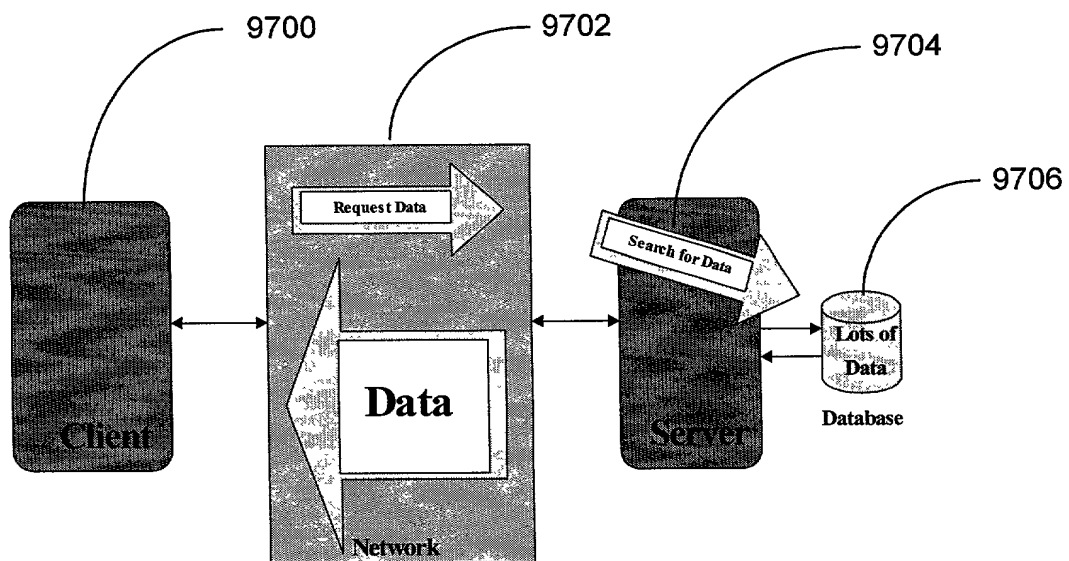 9700
9702
9704
9706
Request Data
Search for Data
Lots of
Data
Database
Data
Client
Server
Network